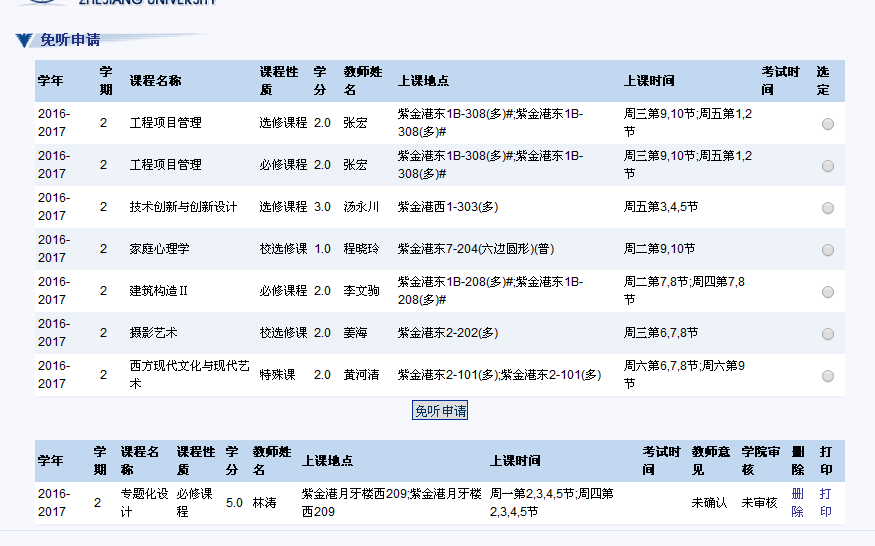 ZHEJIANG UNIVERSITY
免听申请
学年 学期 课程名称 课程性质 学分 教师姓名 上课地点 上课时间 考试时间 选定
2016-2017 2 工程项目管理 选修课程 2.0 张宏 紫金港东1B-308(多)#;紫金港东1B-308(多)# 周三第9,10节;周五第1,2节
2016-2017 2 工程项目管理 必修课程 2.0 张宏 紫金港东1B-308(多)#;紫金港东1B-308(多)# 周三第9,10节;周五第1,2节
2016-2017 2 技术创新与创新设计 选修课程 3.0 汤永川 紫金港西1-303(多) 周五第3,4,5节
2016-2017 2 家庭心理学 校选修课 1.0 程晓玲 紫金港东7-204(六边圆形)(普) 周二第9,10节
2016-2017 2 建筑构造Ⅱ 必修课程 2.0 李文驹 紫金港东1B-208(多)#;紫金港东1B-208(多)# 周二第7,8节;周四第7,8节
2016-2017 2 摄影艺术 校选修课 2.0 姜海 紫金港东2-202(多) 周三第6,7,8节
2016-2017 2 西方现代文化与现代艺术 特殊课 2.0 黄河清 紫金港东2-101(多);紫金港东2-101(多) 周六第6,7,8节;周六第9节
免听申请
学年 学期 课程名称 课程性质 学分 教师姓名 上课地点 上课时间 考试时间 教师意见 学院审核 删除 打印
2016-2017 2 专题化设计 必修课程 5.0 林涛 紫金港月牙楼西209;紫金港月牙楼西209 周一第2,3,4,5节;周四第2,3,4,5节 未确认 未审核 删除 打印